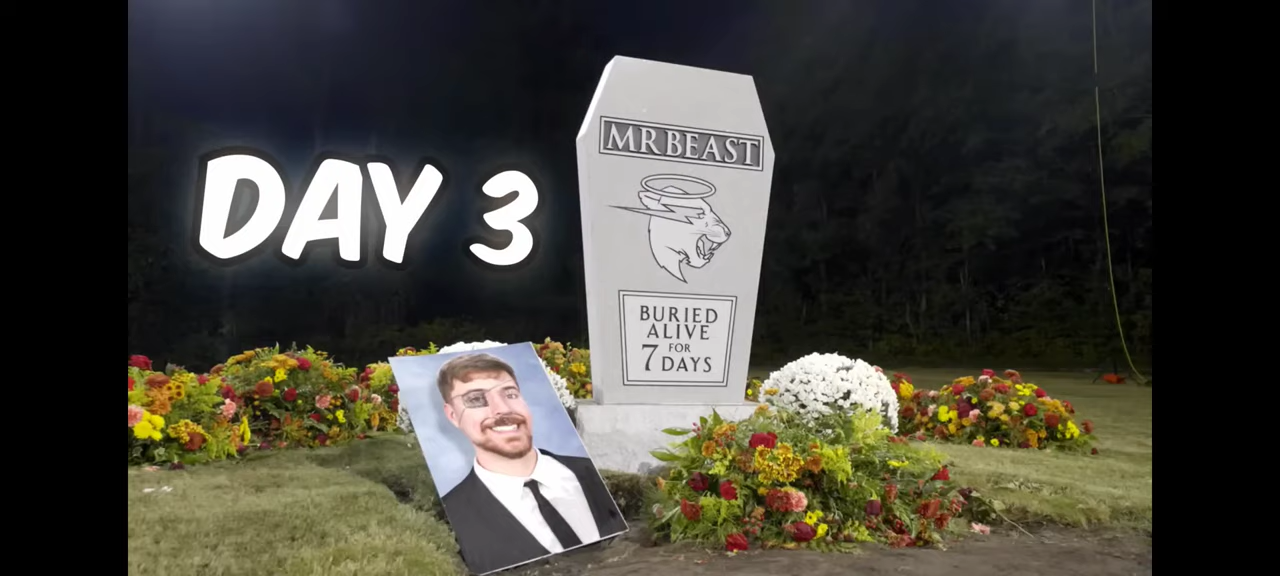 DAY 3
MRBEAST
BURIED
ALIVE
FOR
7 DAYS